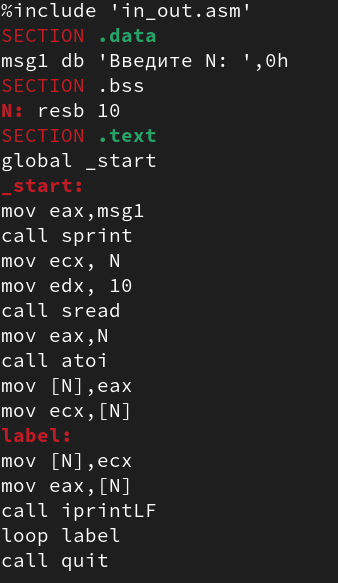 %include 'in_out.asm'
SECTION .data
msg1 db 'Введите N: ',0h
SECTION .bss
N: resb 10
SECTION .text
global _start
_start:
mov eax,msg1
call sprint
mov ecx, N
mov edx, 10
call sread
mov eax,N
call atoi
mov [N],eax
mov ecx,[N]
label:
mov [N],ecx
mov eax,[N]
call iprintLF
loop label
call quit